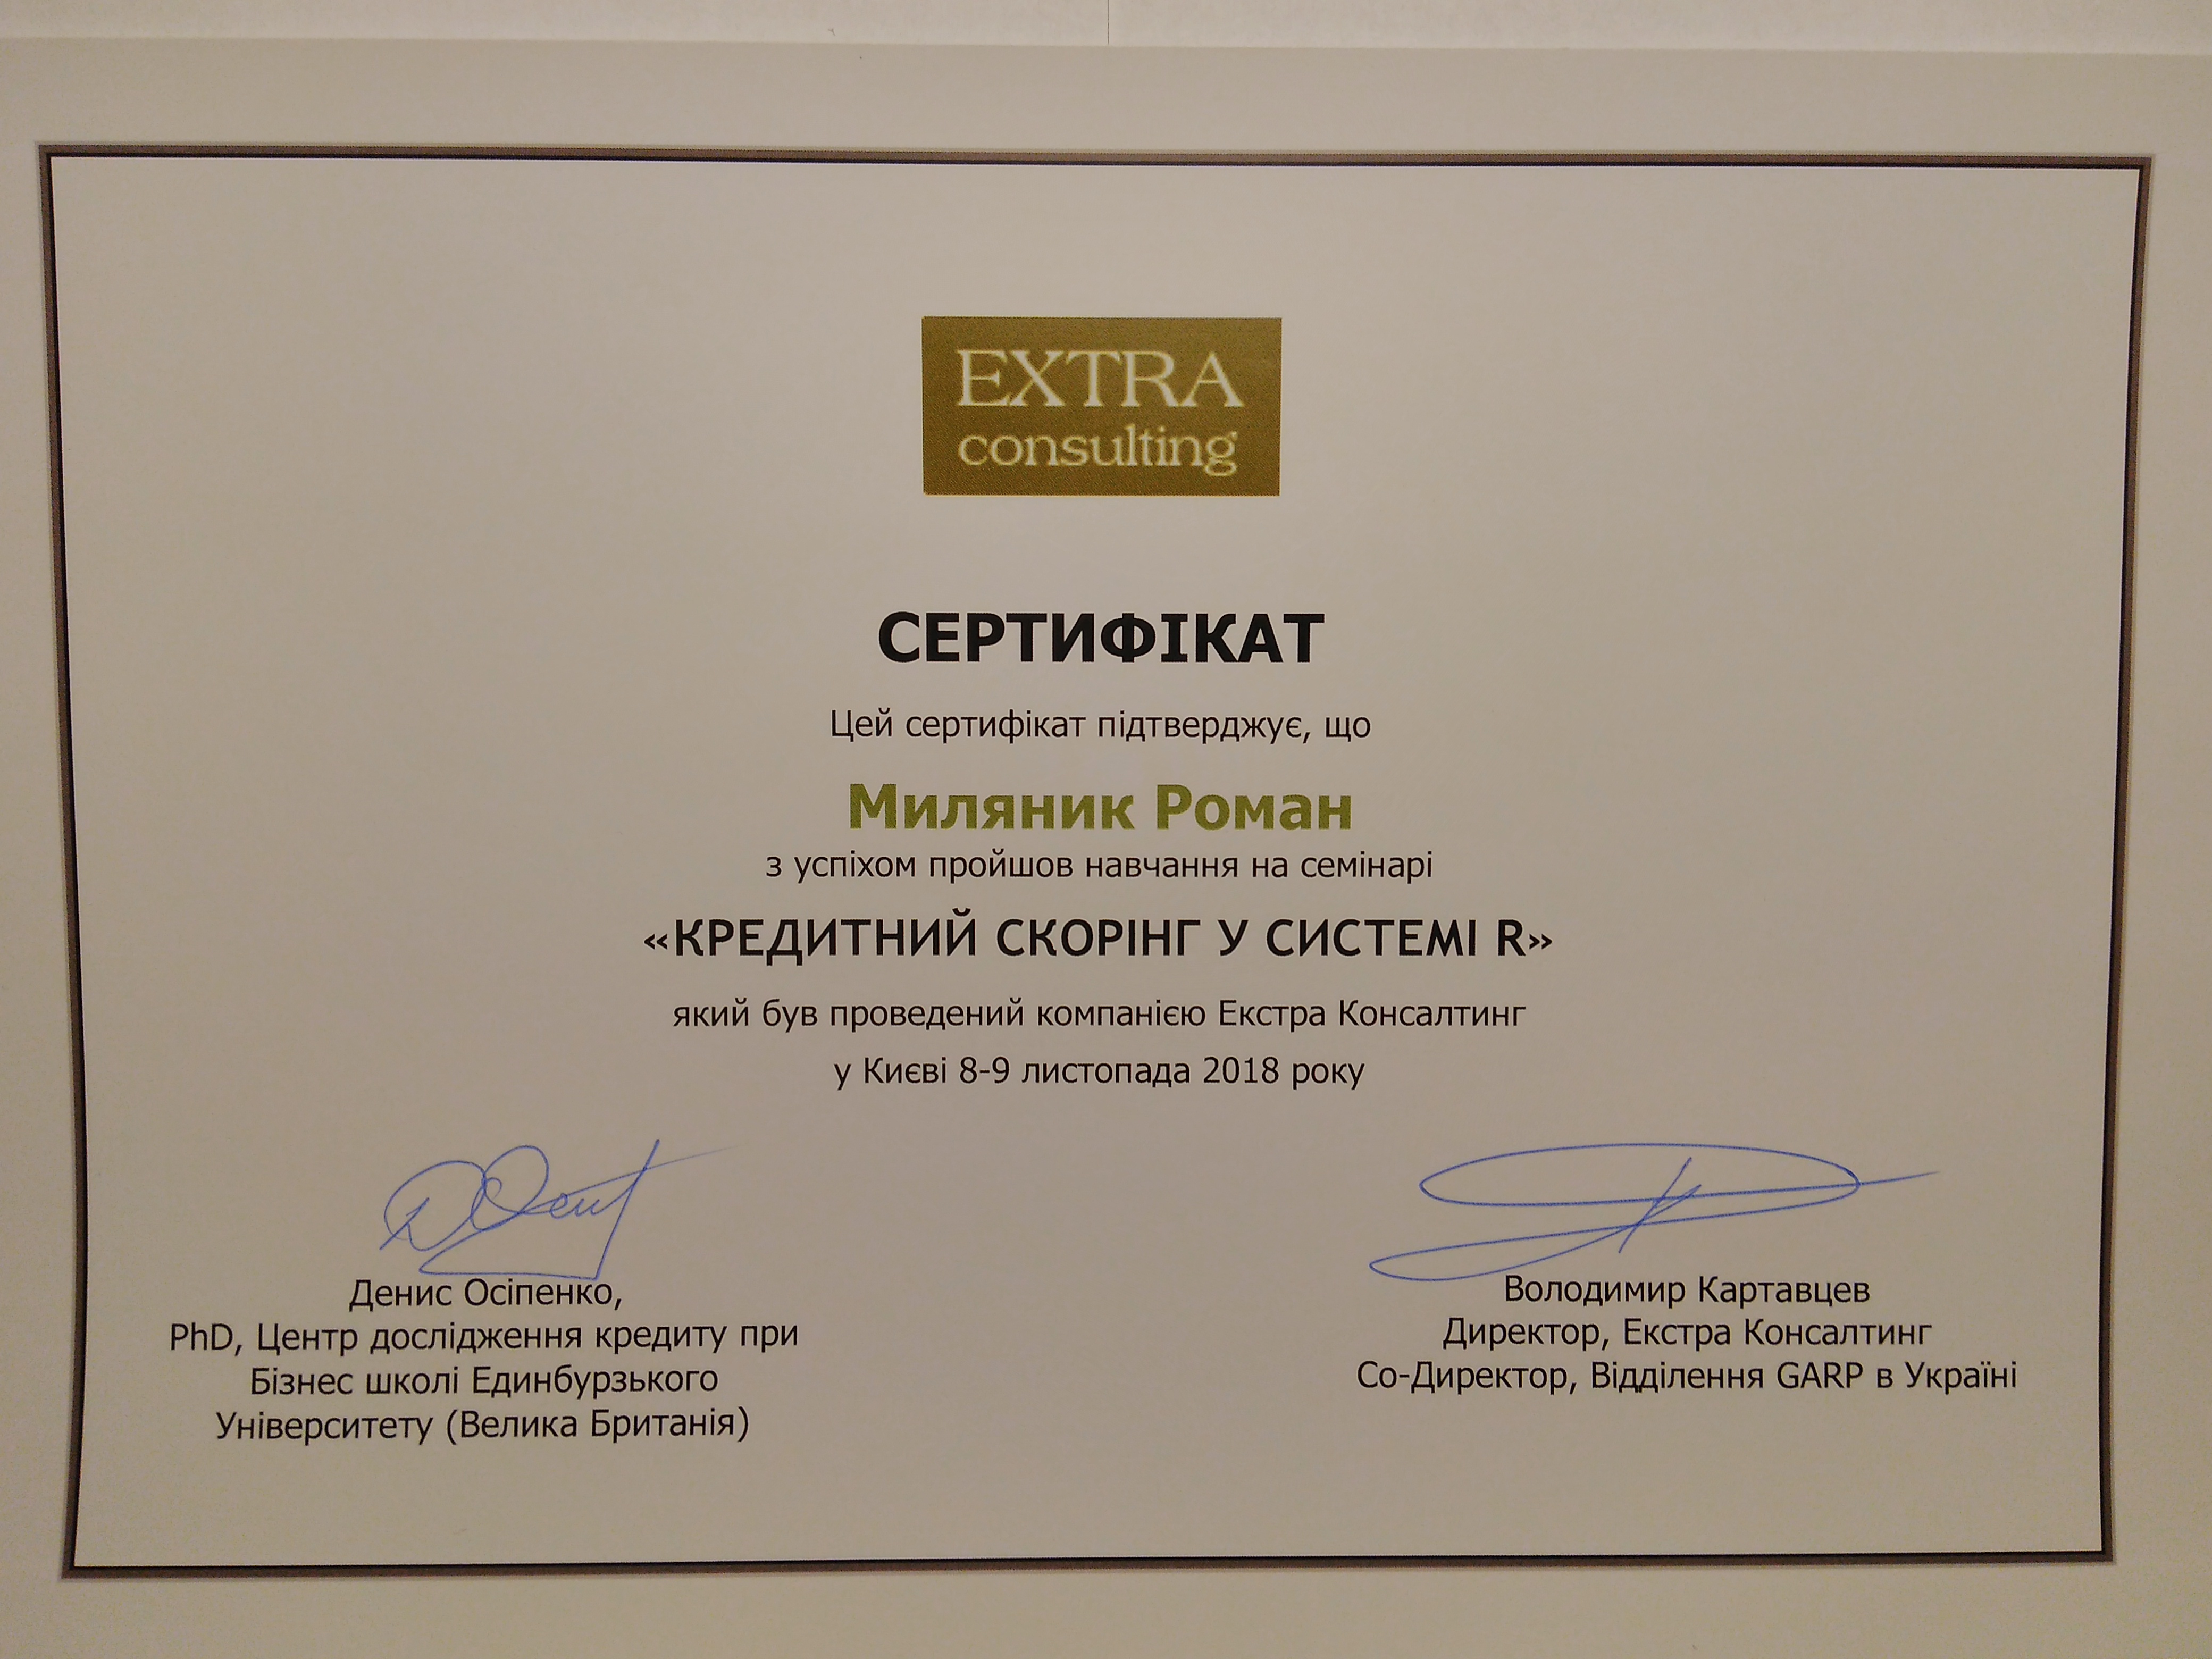 EXTRA
consulting
СЕРТИФІКАТ
Цей сертифікат підтверджує, що
Миляник Роман
з успіхом пройшов навчання на семінарі
«КРЕДИТНИЙ СКОРІНГ У СИСТЕМІ R»
який був проведений компанією Екстра Консалтинг
у Києві 8-9 листопада 2018 року
Денис Осіпенко,
PhD, Центр дослідження кредиту при
Бізнес школі Единбурзького
Університету (Велика Британія)
Володимир Картавцев
Директор, Екстра Консалтинг
Со-Директор, Відділення GARP в Україні